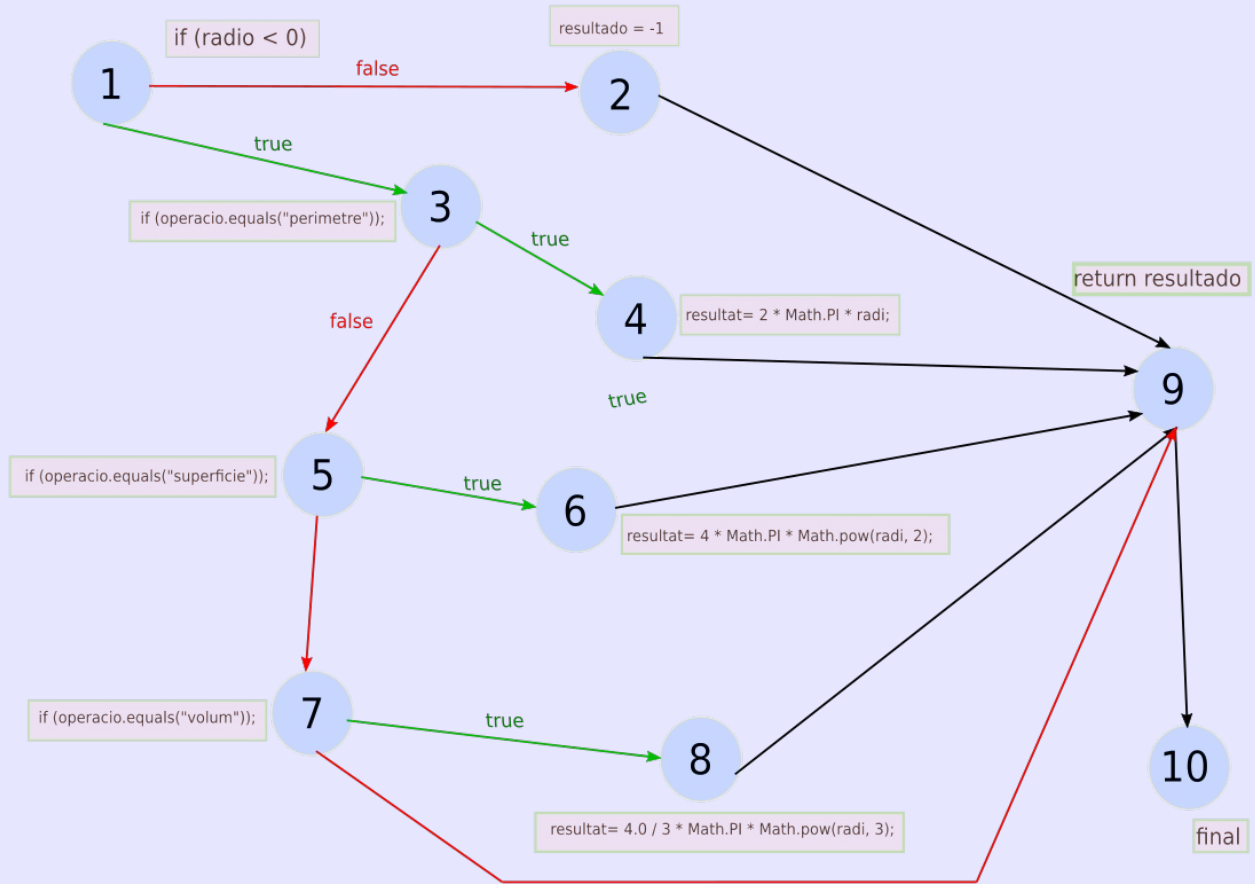 if (radio < 0)
resultado = -1
1
false
2
true
3
if (operacio.equals("perimetre"));
true
return resultado
false
4
resultat= 2 * Math.PI * radi;
9
true
if (operacio.equals("superficie"));
5
true
6
resultat= 4 * Math.PI * Math.pow(radi, 2);
if (operacio.equals("volum"));
7
true
8
10
resultat= 4.0 / 3 * Math.PI * Math.pow(radi, 3);
final